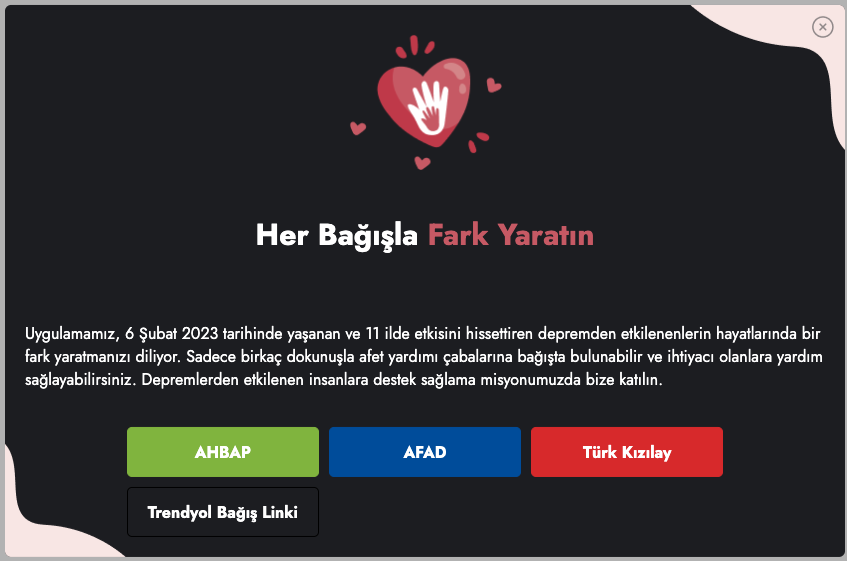 Her Bağışla Fark Yaratın
Uygulamamız, 6 Şubat 2023 tarihinde yaşanan ve 11 ilde etkisini hissettiren depremden etkilenenlerin hayatlarında bir
fark yaratmanızı diliyor. Sadece birkaç dokunuşla afet yardımı çabalarına bağışta bulunabilir ve ihtiyacı olanlara yardım
sağlayabilirsiniz. Depremlerden etkilenen insanlara destek sağlama misyonumuzda bize katılın.
AHBAP
AFAD
Türk Kızılay
Trendyol Bağış Linki